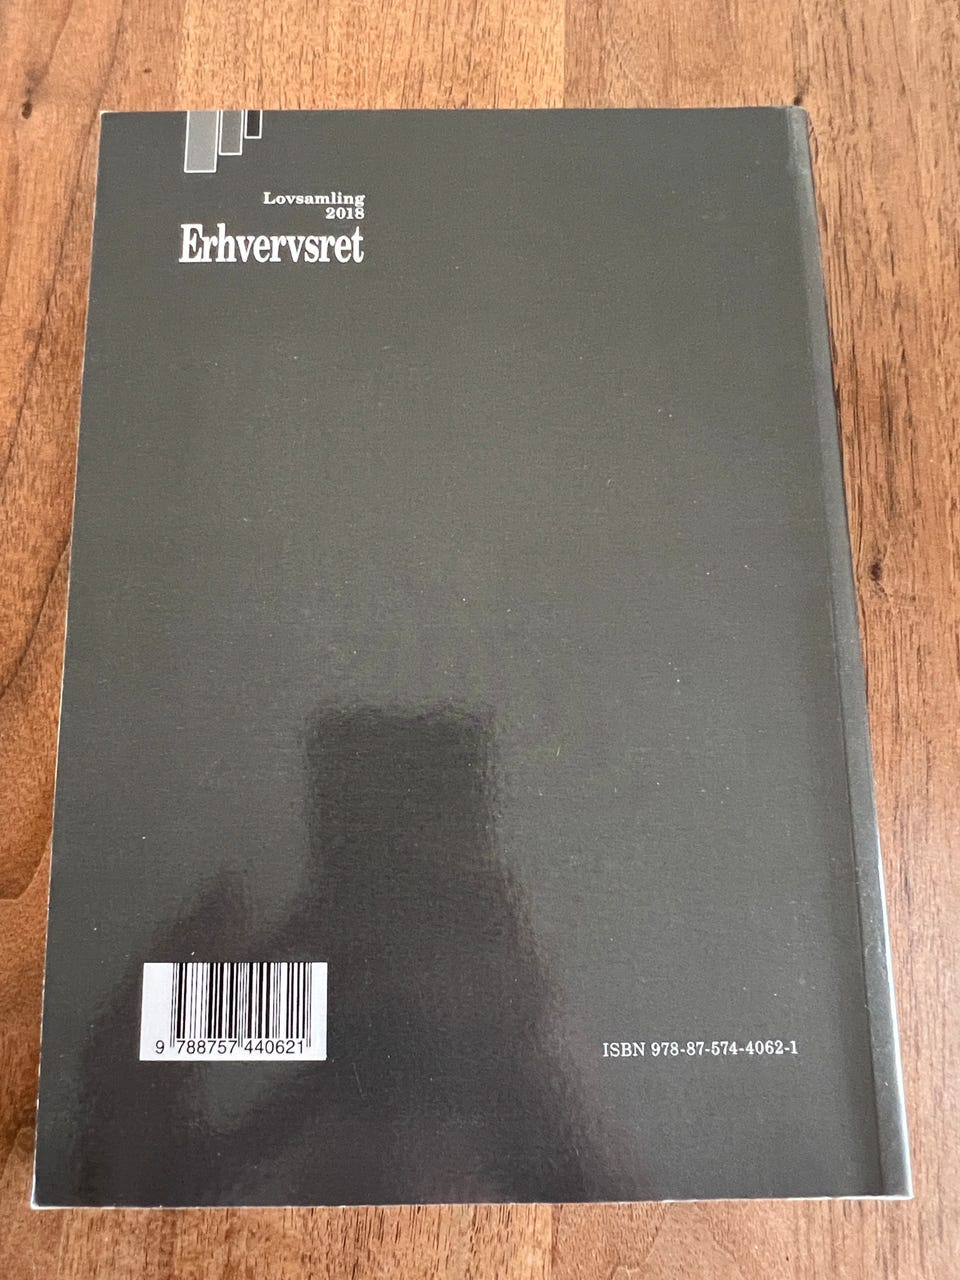 Lovsamling
2018
Erhvervsret
9 788757 440621
ISBN 978-87-574-4062-1